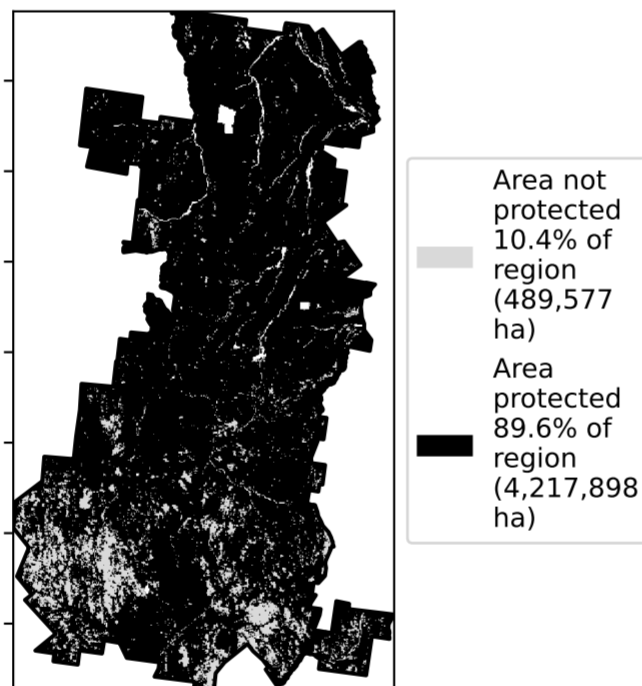 Area not
protected
10.4% of
region
(489,577
ha)
Area
protected
89.6% of
region
(4,217,898
ha)